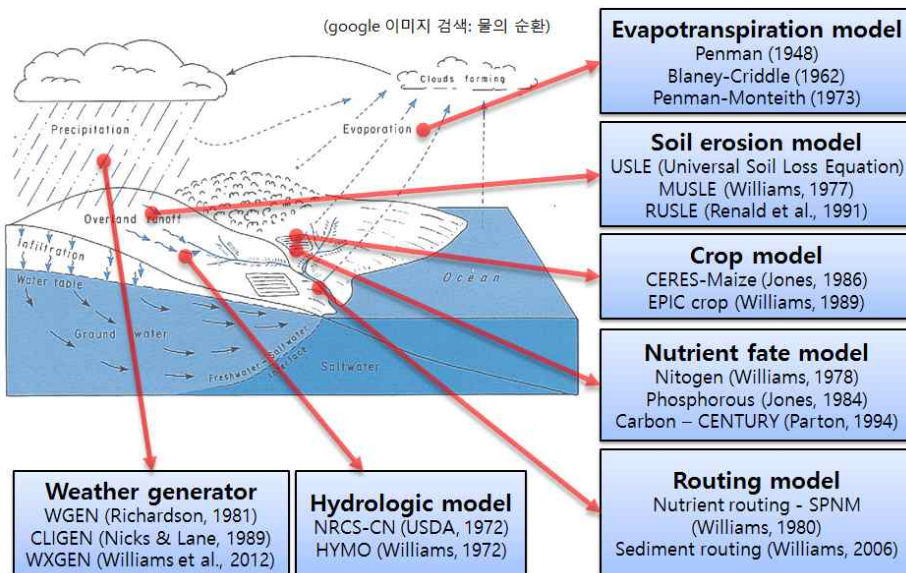 (google 이미지 검색: 물의 순환)
Clouds forming
Precipitation
Evaporation
Overland runoff
Infiltration
Water table
Ground water
Freshwater-Saltwater
interface
Saltwater
Ocean
Evapotranspiration model
Penman (1948)
Blaney-Criddle (1962)
Penman-Monteith (1973)
Soil erosion model
USLE (Universal Soil Loss Equation)
MUSLE (Williams, 1977)
RUSLE (Renald et al., 1991)
Crop model
CERES-Maize (Jones, 1986)
EPIC crop (Williams, 1989)
Nutrient fate model
Nitogen (Williams, 1978)
Phosphorous (Jones, 1984)
Carbon – CENTURY (Parton, 1994)
Routing model
Nutrient routing - SPNM
(Williams, 1980)
Sediment routing (Williams, 2006)
Weather generator
WGEN (Richardson, 1981)
CLIGEN (Nicks & Lane, 1989)
WXGEN (Williams et al., 2012)
Hydrologic model
NRCS-CN (USDA, 1972)
HYMO (Williams, 1972)